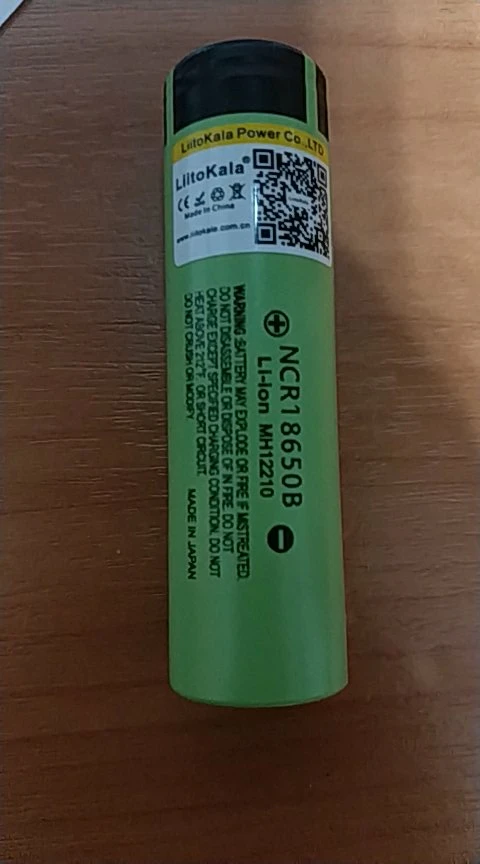 LiitoKala Power Co.,LTD
LiitoKala®
CE
Made In China
www.liitokala.com.cn
NCR18650B
Li-ion MH12210
WARNING :BATTERY MAY EXPLODE OR FIRE IF MISTREATED.
DO NOT DISASSEMBLE OR DISPOSE OF IN FIRE. DO NOT
CHARGE EXCEPT SPECIFIED CHARGING CONDITION. DO NOT
HEAT ABOVE 212°F. OR SHORT CIRCUIT.
DO NOT CRUSH OR MODIFY. MADE IN JAPAN